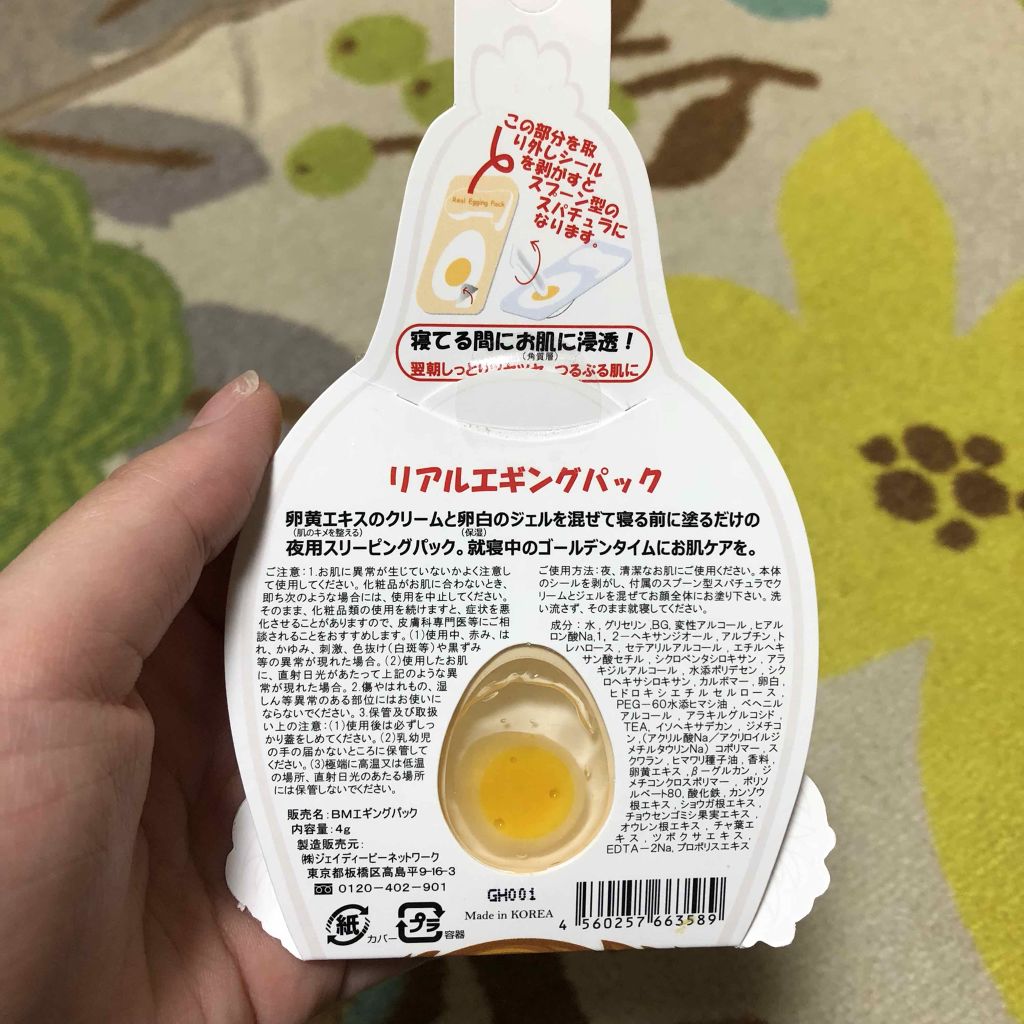 この部分を取
り外しシール
を剥がすと
スプーン型の
スパチュラに
なります。
Real Egging Pack
寝てる間にお肌に浸透！
(角質層)
翌朝しっとり つるぷる肌に
リアルエギングパック
卵黄エキスのクリームと卵白のジェルを混ぜて寝る前に塗るだけの
(肌のキメを整える) (保湿)
夜用スリーピングパック。就寝中のゴールデンタイムにお肌ケアを。
ご注意：1.お肌に異常が生じていないかよく注意し
て使用してください。化粧品がお肌に合わないとき、
即ち次のような場合には、使用を中止してください。
そのまま、化粧品類の使用を続けますと、症状を悪
化させることがありますので、皮膚科専門医等にご相
談されることをおすすめします。(1)使用中、赤み、は
れ、かゆみ、刺激、色抜け(白斑等)や黒ずみ
等の異常が現れた場合。(2)使用したお肌
に、直射日光があたって上記のような異
常が現れた場合。2.傷やはれもの、湿
しん等異常のある部位にはお使いに
ならないでください。3.保管及び取扱
い上の注意：(1)使用後は必ずしっ
かり蓋をしめてください。(2)乳幼児
の手の届かないところに保管して
ください。(3)極端に高温又は低温
の場所、直射日光のあたる場所
には保管しないでください。
販売名：BMエギングパック
内容量：4g
製造販売元：
㈱ジェイディービーネットワーク
東京都板橋区高島平9-16-3
0120-402-901
紙 カバー プラ 容器
ご使用方法：夜、清潔なお肌にご使用ください。本体
のシールを剥がし、付属のスプーン型スパチュラでク
リームとジェルを混ぜてお顔全体にお塗り下さい。洗
い流さず、そのまま就寝してください。
成分：水，グリセリン，BG，変性アルコール，ヒアル
ロン酸Na，1，2－ヘキサンジオール，アルブチン，ト
レハロース，セテアリルアルコール，エチルヘキ
サン酸セチル，シクロペンタシロキサン，アラ
キジルアルコール，水添ポリデセン，シク
ロヘキサシロキサン，カルボマー，卵白，
ヒドロキシエチルセルロース，
PEG－60水添ヒマシ油，ベヘニル
アルコール，アラキルグルコシド，
TEA，イソヘキサデカン，ジメチコ
ン，（アクリル酸Na／アクリロイルジ
メチルタウリンNa）コポリマー，ス
クワラン，ヒマワリ種子油，香料，
卵黄エキス，β－グルカン，ジ
メチコンクロスポリマー，ポリソ
ルベート80，酸化鉄，カンゾウ
根エキス，ショウガ根エキス，
チョウセンゴミシ果実エキス，
オウレン根エキス，チャ葉エ
キス，ツボクサエキス，
EDTA－2Na，プロポリスエキス
GH001
Made in KOREA
4 560257 663589